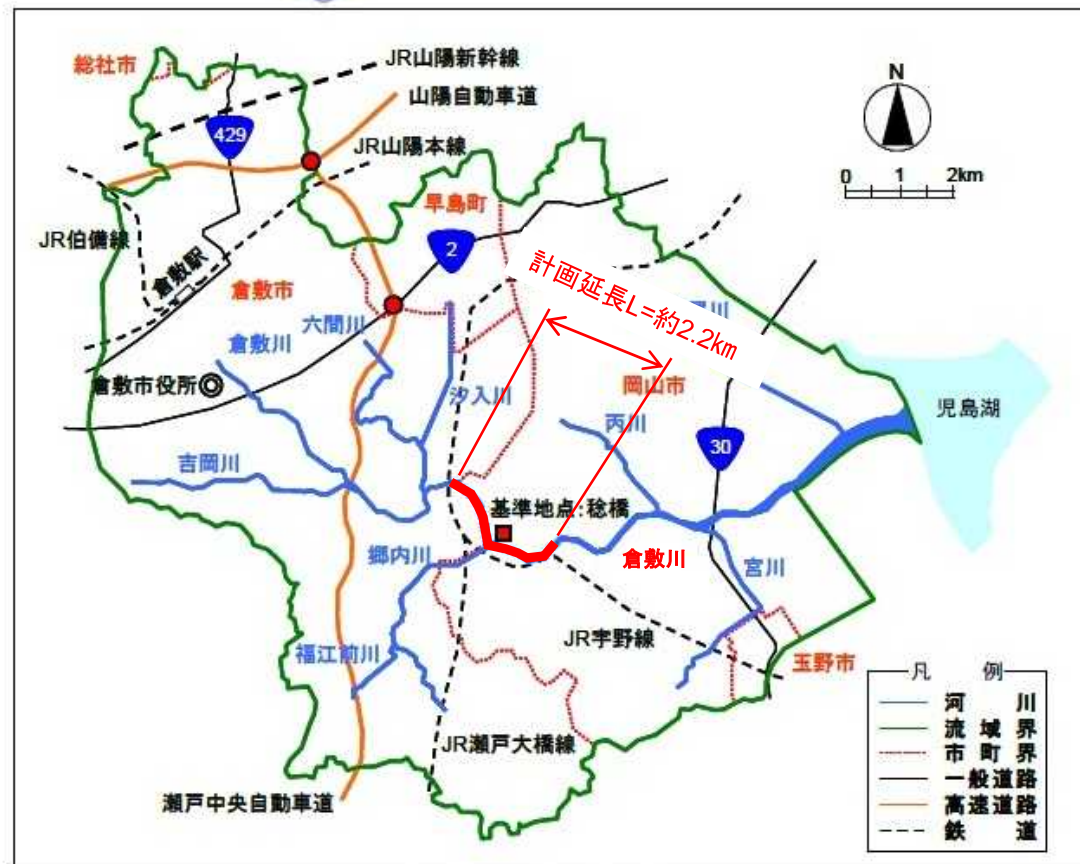 総社市
JR山陽新幹線
山陽自動車道
429
JR山陽本線
N
0 1 2km
早島町
JR伯備線
倉敷駅
2
計画延長L=約2.2km
倉敷市
六間川
倉敷川
川
倉敷市役所
汐入川
岡山市
児島湖
丙川
30
吉岡川
基準地点:稔橋
郷内川
倉敷川
宮川
JR宇野線
福江前川
玉野市
凡 例
河 川
流 域 界
市 町 界
一般道路
高速道路
鉄 道
JR瀬戸大橋線
瀬戸中央自動車道